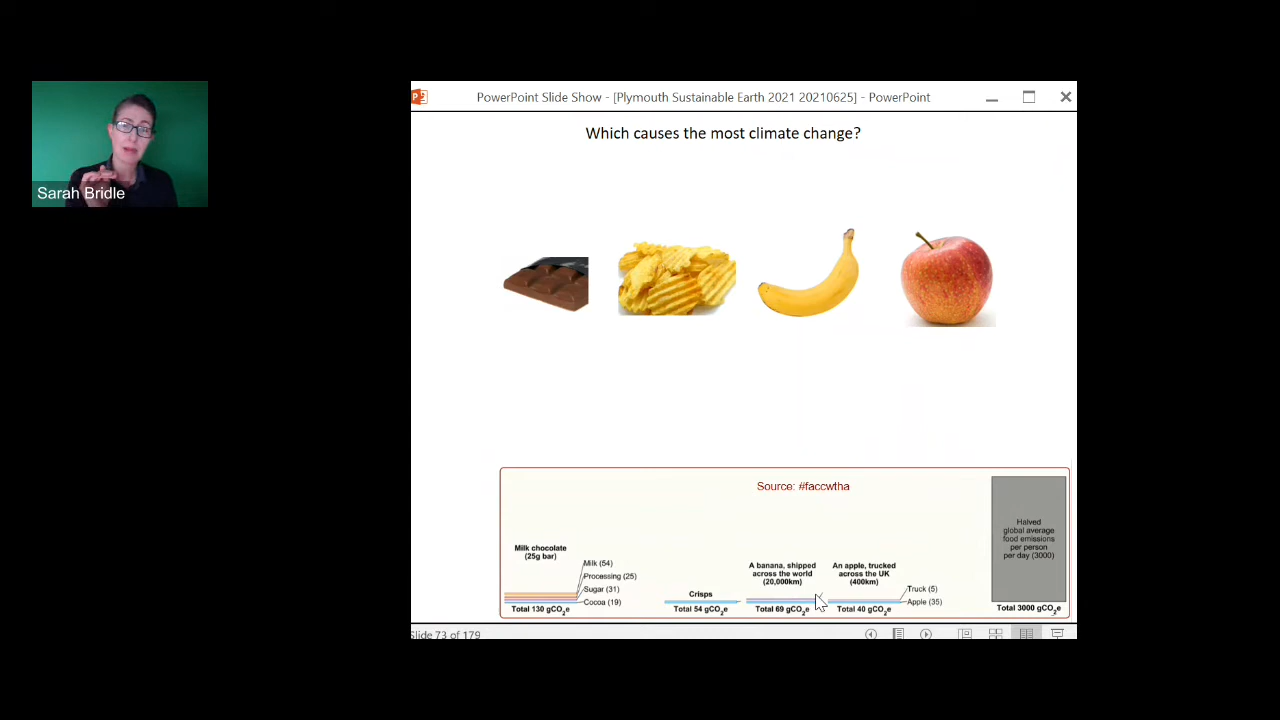 Sarah Bridle
PowerPoint Slide Show - [Plymouth Sustainable Earth 2021 20210625] - PowerPoint
Which causes the most climate change?
Source: #faccwtha
Milk chocolate
(25g bar)
Milk (54)
Processing (25)
Sugar (31)
Cocoa (19)
Total 130 gCO2e
Crisps
Total 54 gCO2e
A banana, shipped
across the world
(20,000km)
Total 69 gCO2e
An apple, trucked
across the UK
(400km)
Truck (5)
Apple (35)
Total 40 gCO2e
Halved
global average
food emissions
per person
per day (3000)
Total 3000 gCO2e
Slide 73 of 179